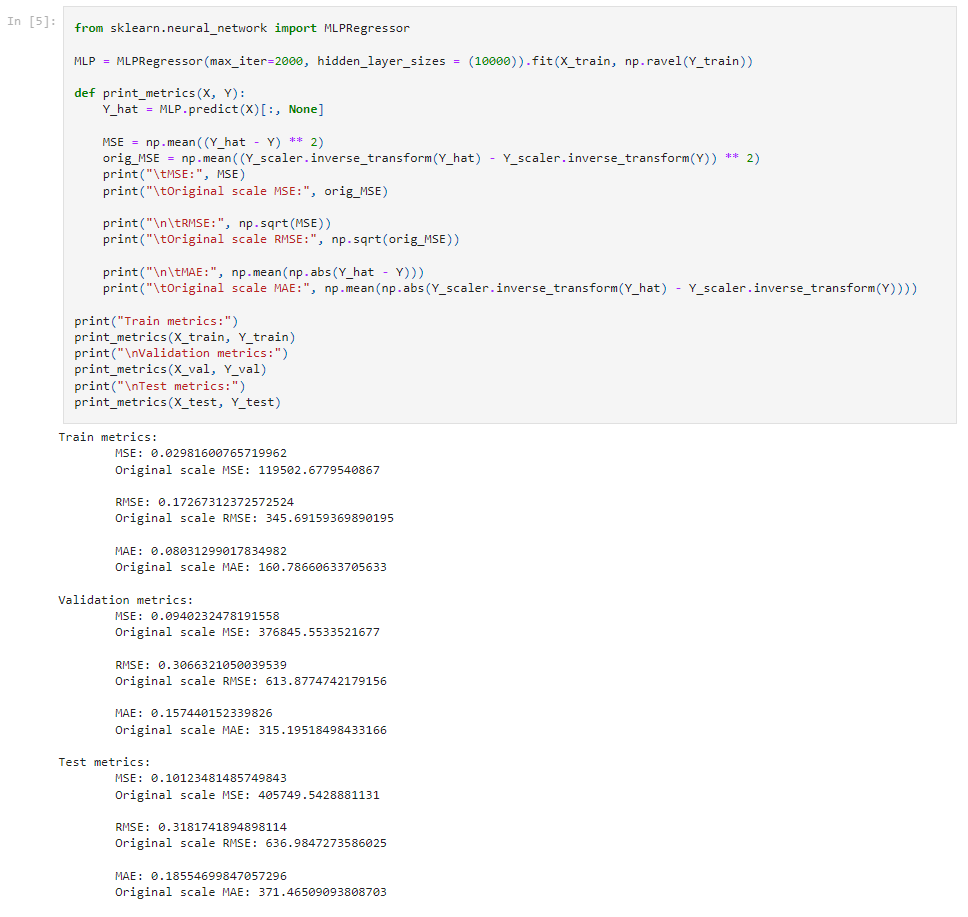 In [5]:
from sklearn.neural_network import MLPRegressor
MLP = MLPRegressor(max_iter=2000, hidden_layer_sizes = (10000)).fit(X_train, np.ravel(Y_train))
def print_metrics(X, Y):
    Y_hat = MLP.predict(X)[:, None]
    MSE = np.mean((Y_hat - Y) ** 2)
    orig_MSE = np.mean((Y_scaler.inverse_transform(Y_hat) - Y_scaler.inverse_transform(Y)) ** 2)
    print("\tMSE:", MSE)
    print("\tOriginal scale MSE:", orig_MSE)
    print("\n\tRMSE:", np.sqrt(MSE))
    print("\tOriginal scale RMSE:", np.sqrt(orig_MSE))
    print("\n\tMAE:", np.mean(np.abs(Y_hat - Y)))
    print("\tOriginal scale MAE:", np.mean(np.abs(Y_scaler.inverse_transform(Y_hat) - Y_scaler.inverse_transform(Y))))
print("Train metrics:")
print_metrics(X_train, Y_train)
print("\nValidation metrics:")
print_metrics(X_val, Y_val)
print("\nTest metrics:")
print_metrics(X_test, Y_test)
Train metrics:
MSE: 0.02981600765719962
Original scale MSE: 119502.6779540867
RMSE: 0.17267312372572524
Original scale RMSE: 345.69159369890195
MAE: 0.08031299017834982
Original scale MAE: 160.78660633705633
Validation metrics:
MSE: 0.0940232478191558
Original scale MSE: 376845.5533521677
RMSE: 0.3066321050039539
Original scale RMSE: 613.8774742179156
MAE: 0.157440152339826
Original scale MAE: 315.19518498433166
Test metrics:
MSE: 0.10123481485749843
Original scale MSE: 405749.5428881131
RMSE: 0.3181741894898114
Original scale RMSE: 636.9847273586025
MAE: 0.18554699847057296
Original scale MAE: 371.46509093808703